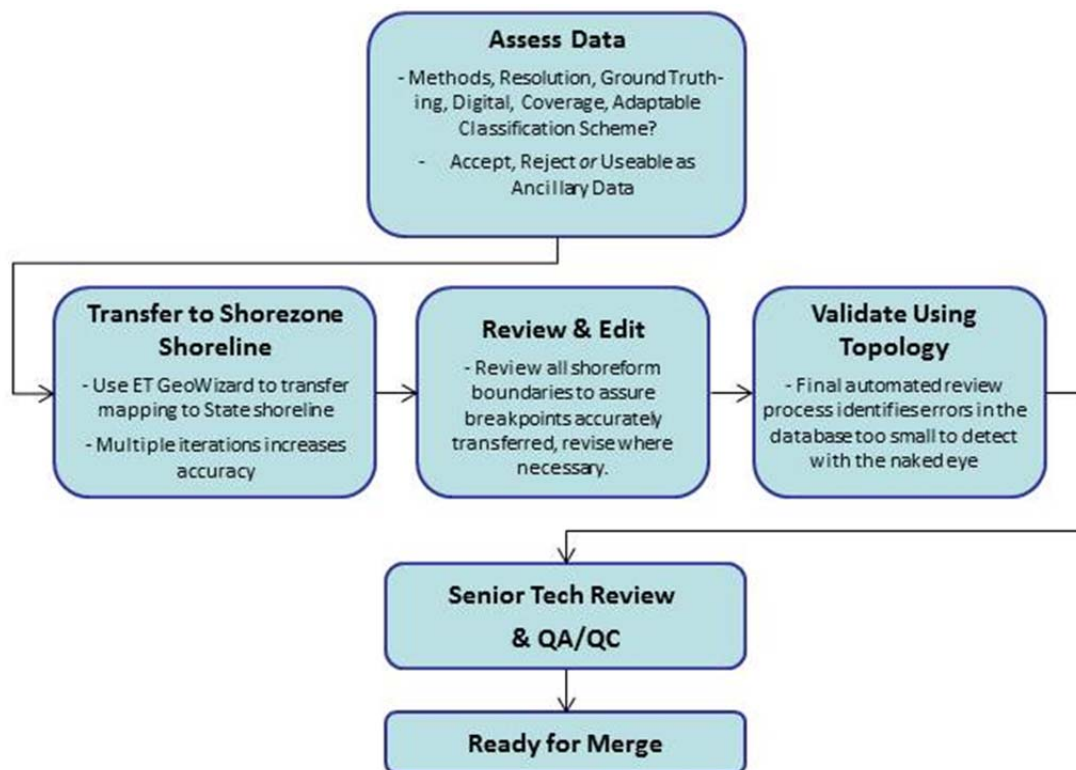 Assess Data
- Methods, Resolution, Ground Truth-
ing, Digital, Coverage, Adaptable
Classification Scheme?
- Accept, Reject or Useable as
Ancillary Data
Transfer to Shorezone
Shoreline
- Use ET GeoWizard to transfer
mapping to State shoreline
- Multiple iterations increases
accuracy
Review & Edit
- Review all shoreform
boundaries to assure
breakpoints accurately
transferred, revise where
necessary.
Validate Using
Topology
- Final automated review
process identifies errors in the
database too small to detect
with the naked eye
Senior Tech Review
& QA/QC
Ready for Merge